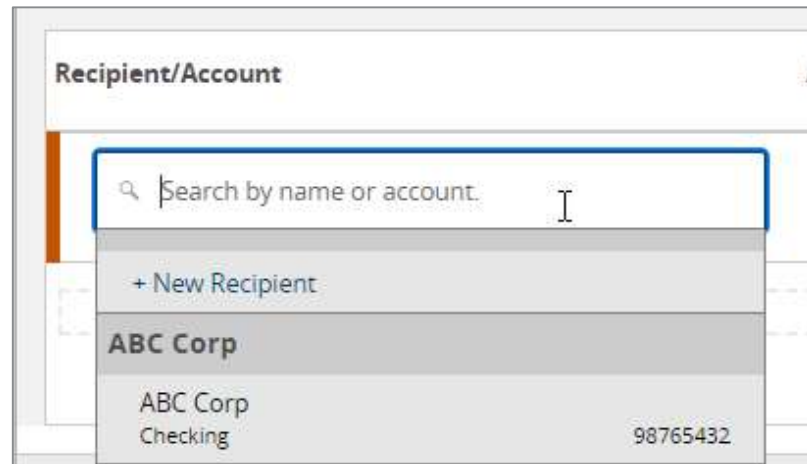 Recipient/Account
Search by name or account.
+ New Recipient
ABC Corp
ABC Corp
Checking 98765432